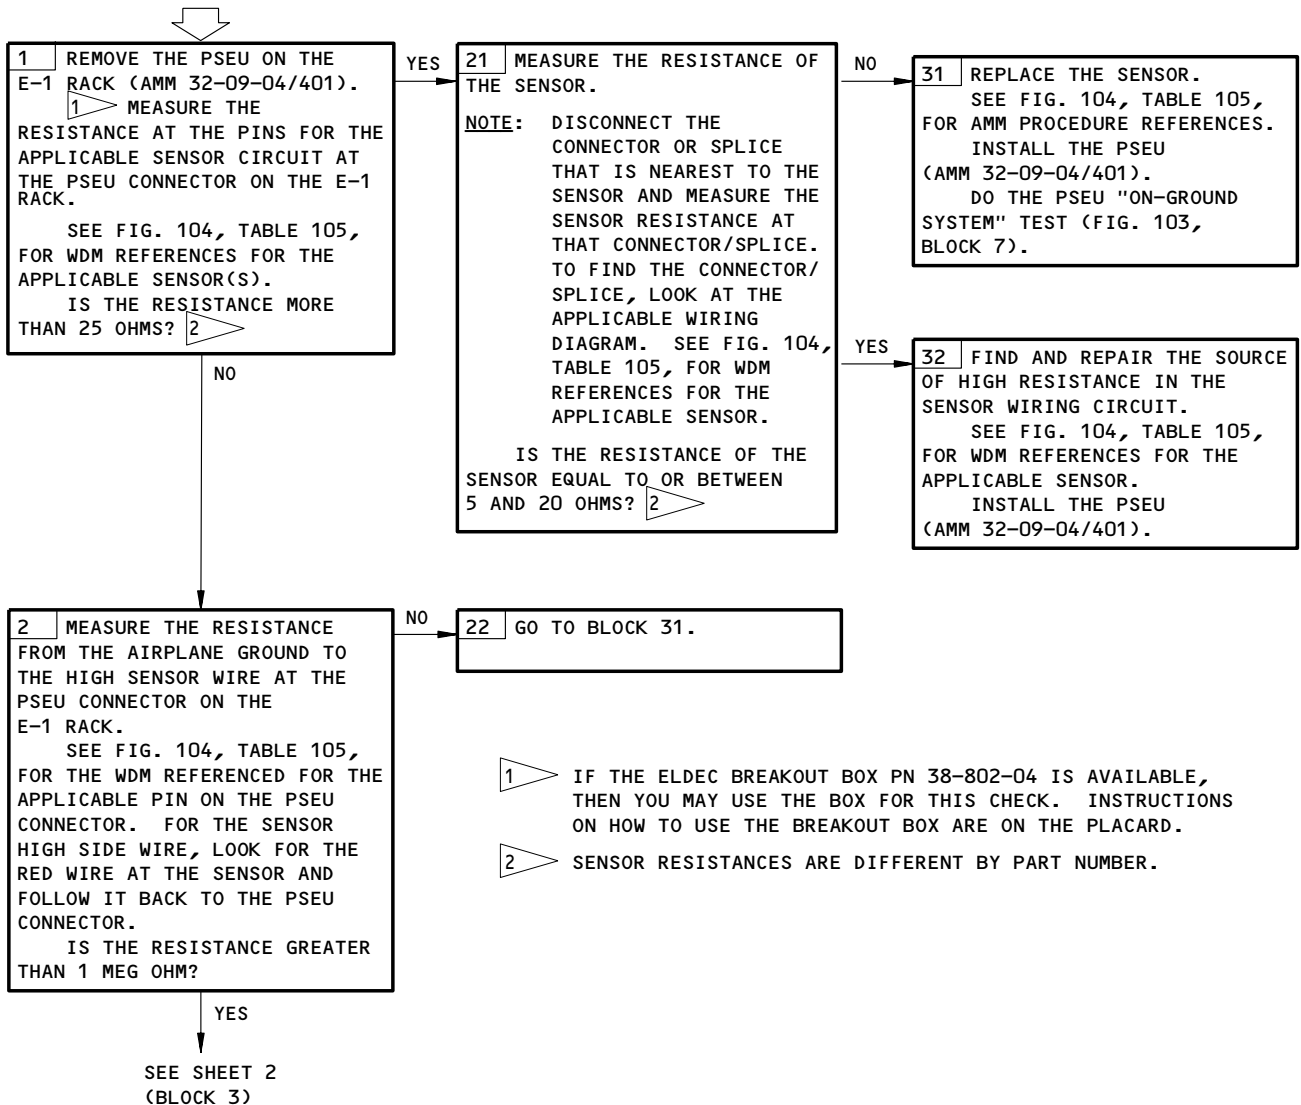 1 REMOVE THE PSEU ON THE
E-1 RACK (AMM 32-09-04/401).
1 MEASURE THE
RESISTANCE AT THE PINS FOR THE
APPLICABLE SENSOR CIRCUIT AT
THE PSEU CONNECTOR ON THE E-1
RACK.
SEE FIG. 104, TABLE 105,
FOR WDM REFERENCES FOR THE
APPLICABLE SENSOR(S).
IS THE RESISTANCE MORE
THAN 25 OHMS? 2
YES
NO
21 MEASURE THE RESISTANCE OF
THE SENSOR.
NOTE: DISCONNECT THE
CONNECTOR OR SPLICE
THAT IS NEAREST TO THE
SENSOR AND MEASURE THE
SENSOR RESISTANCE AT
THAT CONNECTOR/SPLICE.
TO FIND THE CONNECTOR/
SPLICE, LOOK AT THE
APPLICABLE WIRING
DIAGRAM. SEE FIG. 104,
TABLE 105, FOR WDM
REFERENCES FOR THE
APPLICABLE SENSOR.
IS THE RESISTANCE OF THE
SENSOR EQUAL TO OR BETWEEN
5 AND 20 OHMS? 2
NO
31 REPLACE THE SENSOR.
SEE FIG. 104, TABLE 105,
FOR AMM PROCEDURE REFERENCES.
INSTALL THE PSEU
(AMM 32-09-04/401).
DO THE PSEU "ON-GROUND
SYSTEM" TEST (FIG. 103,
BLOCK 7).
YES
32 FIND AND REPAIR THE SOURCE
OF HIGH RESISTANCE IN THE
SENSOR WIRING CIRCUIT.
SEE FIG. 104, TABLE 105,
FOR WDM REFERENCES FOR THE
APPLICABLE SENSOR.
INSTALL THE PSEU
(AMM 32-09-04/401).
2 MEASURE THE RESISTANCE
FROM THE AIRPLANE GROUND TO
THE HIGH SENSOR WIRE AT THE
PSEU CONNECTOR ON THE
E-1 RACK.
SEE FIG. 104, TABLE 105,
FOR THE WDM REFERENCED FOR THE
APPLICABLE PIN ON THE PSEU
CONNECTOR. FOR THE SENSOR
HIGH SIDE WIRE, LOOK FOR THE
RED WIRE AT THE SENSOR AND
FOLLOW IT BACK TO THE PSEU
CONNECTOR.
IS THE RESISTANCE GREATER
THAN 1 MEG OHM?
NO
22 GO TO BLOCK 31.
YES
SEE SHEET 2
(BLOCK 3)
1 IF THE ELDEC BREAKOUT BOX PN 38-802-04 IS AVAILABLE,
THEN YOU MAY USE THE BOX FOR THIS CHECK. INSTRUCTIONS
ON HOW TO USE THE BREAKOUT BOX ARE ON THE PLACARD.
2 SENSOR RESISTANCES ARE DIFFERENT BY PART NUMBER.